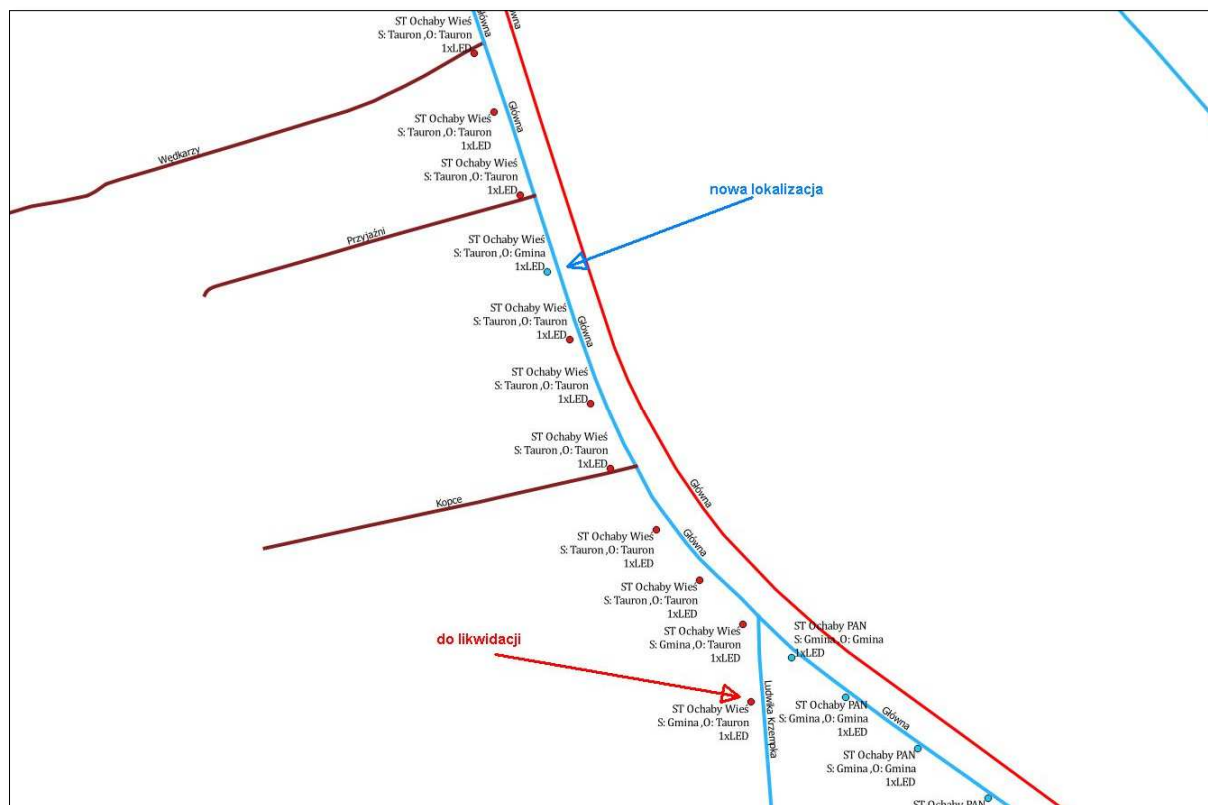 ST Ochaby Wieś
S: Tauron ,O: Tauron
1xLED
Główna
Główna
ST Ochaby Wieś
S: Tauron ,O: Tauron
1xLED
Główna
Wędkarzy
ST Ochaby Wieś
S: Tauron ,O: Tauron
1xLED
nowa lokalizacja
Przyjaźni
ST Ochaby Wieś
S: Tauron ,O: Gmina
1xLED
ST Ochaby Wieś
S: Tauron ,O: Tauron
1xLED
Główna
ST Ochaby Wieś
S: Tauron ,O: Tauron
1xLED
ST Ochaby Wieś
S: Tauron ,O: Tauron
1xLED
Kopce
Główna
Główna
ST Ochaby Wieś
S: Tauron ,O: Tauron
1xLED
ST Ochaby Wieś
S: Tauron ,O: Tauron
1xLED
ST Ochaby Wieś
S: Gmina ,O: Tauron
1xLED
ST Ochaby PAN
S: Gmina ,O: Gmina
1xLED
do likwidacji
Ludwika Krzempka
ST Ochaby Wieś
S: Gmina ,O: Tauron
1xLED
ST Ochaby PAN
S: Gmina ,O: Gmina
1xLED
Główna
ST Ochaby PAN
S: Gmina ,O: Gmina
1xLED
ST Ochaby PAN